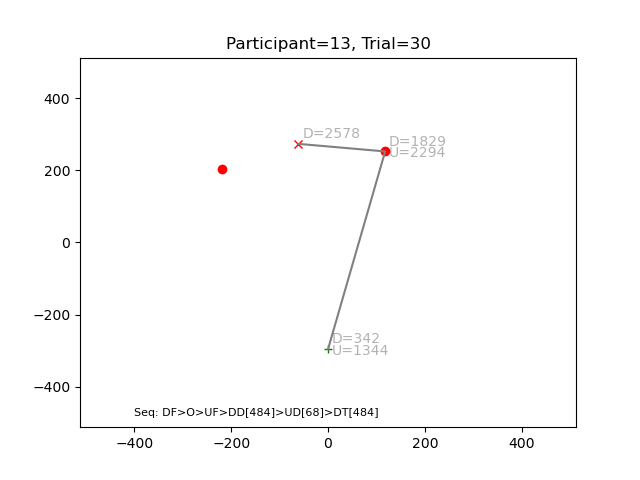 Participant=13, Trial=30
400
200
0
−200
−400
D=2578
D=1829
U=2294
D=342
U=1344
Seq: DF>O>UF>DD[484]>UD[68]>DT[484]
−400
−200
0
200
400